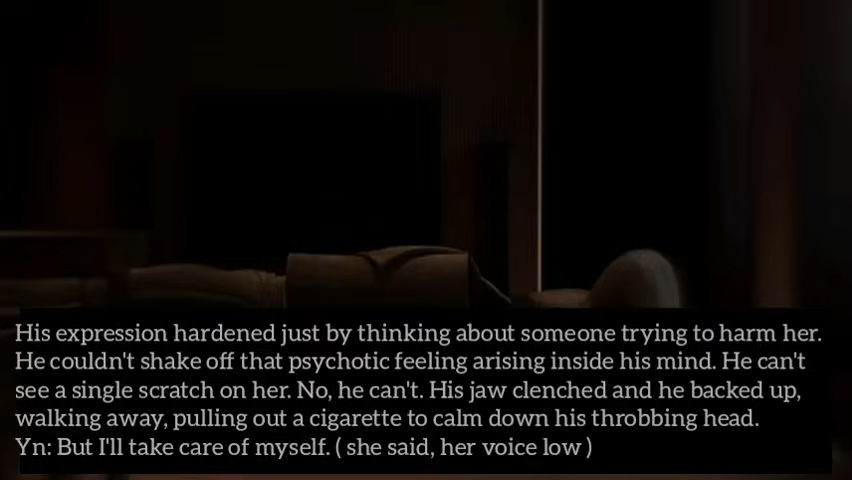 His expression hardened just by thinking about someone trying to harm her.
He couldn't shake off that psychotic feeling arising inside his mind. He can't
see a single scratch on her. No, he can't. His jaw clenched and he backed up,
walking away, pulling out a cigarette to calm down his throbbing head.
Yn: But I'll take care of myself. ( she said, her voice low )